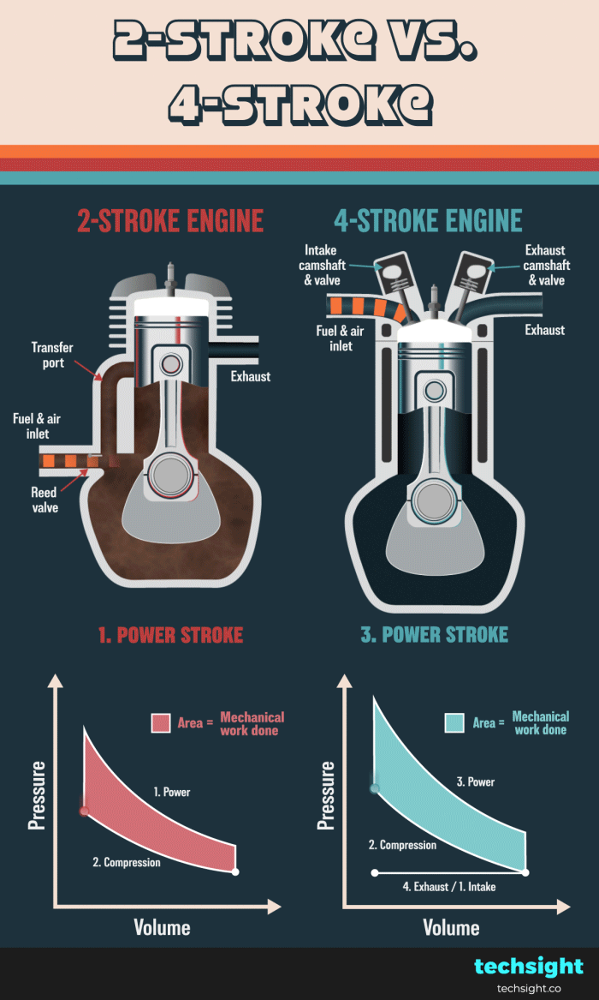 2-STROKE VS.
4-STROKE
2-STROKE ENGINE
Transfer
port
Fuel & air
inlet
Reed
valve
Exhaust
1. POWER STROKE
4-STROKE ENGINE
Intake
camshaft
& valve
Exhaust
camshaft
& valve
Fuel & air
inlet
Exhaust
3. POWER STROKE
Pressure
Area = Mechanical
work done
1. Power
2. Compression
Volume
Pressure
Area = Mechanical
work done
3. Power
2. Compression
4. Exhaust / 1. Intake
Volume
techsight
techsight.co